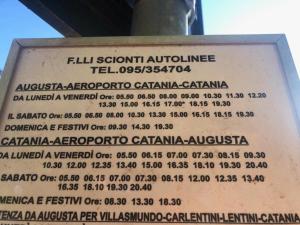 F.LLI SCIONTI AUTOLINEE
TEL.095/354704
AUGUSTA-AEROPORTO CATANIA-CATANIA
DA LUNEDÌ A VENERDÌ Ore: 05.50 06.50 08.00 09.00 10.30 11.30 12.20
13.30 15.00 16.15 17.00* 18.15 19.30
IL SABATO Ore: 05.50 06.50 08.00 10.30 13.30 15.00 16.15 18.15 19.30
DOMENICA E FESTIVI Ore: 09.30 14.30 19.30
CATANIA-AEROPORTO CATANIA-AUGUSTA
DA LUNEDÌ A VENERDÌ Ore: 05.50 06.15 07.00 07.30 08.15 09.30
10.30 12.00 12.35 13.40 15.00 16.35 18.10 19.30 20.40
SABATO Ore: 05.50 06.15 07.00 07.30 08.15 09.30 12.00 12.35 13.40
16.35 18.10 19.30 20.40
MENICA E FESTIVI Ore: 08.30 13.30 18.30
TENZA DA AUGUSTA PER VILLASMUNDO-CARLENTINI-LENTINI-CATANIA